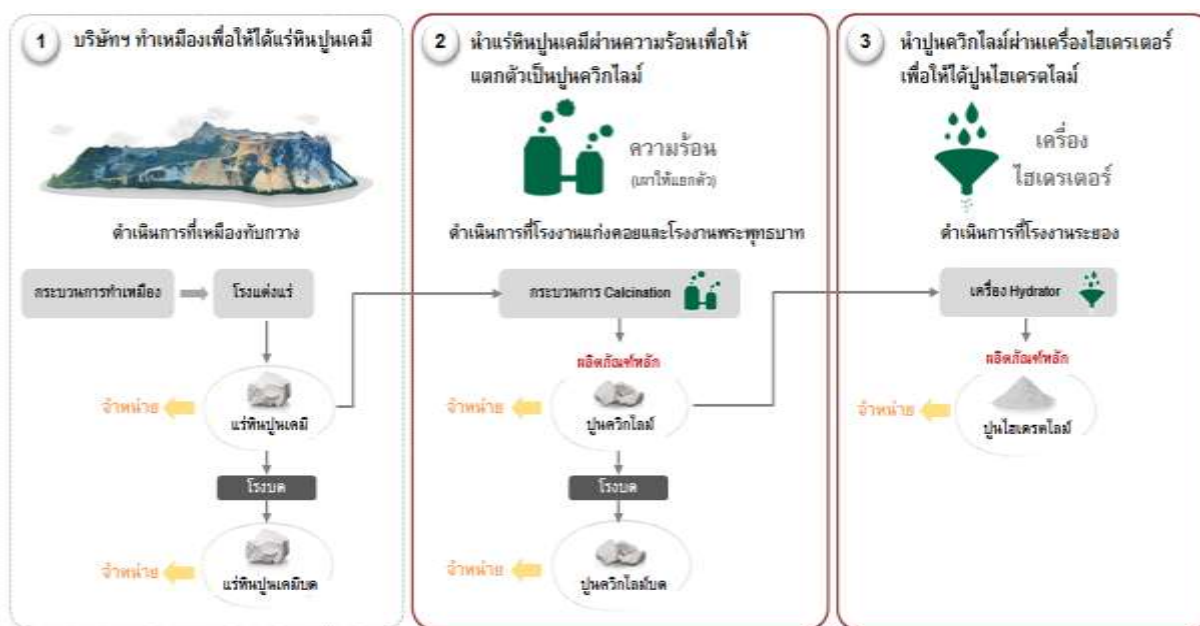 1
บริษัทฯ ทำเหมืองเพื่อให้ได้แร่หินปูนเคมี
ดำเนินการที่เหมืองทับกวาง
กระบวนการทำเหมือง
โรงแต่งแร่
จำหน่าย
แร่หินปูนเคมี
โรงบด
จำหน่าย
แร่หินปูนเคมีบด
2
นำแร่หินปูนเคมีผ่านความร้อนเพื่อให้
แตกตัวเป็นปูนควิกไลม์
ความร้อน
(เผาให้แยกตัว)
ดำเนินการที่โรงงานแก่งคอยและโรงงานพระพุทธบาท
กระบวนการ Calcination
ผลิตภัณฑ์หลัก
จำหน่าย
ปูนควิกไลม์
โรงบด
จำหน่าย
ปูนควิกไลม์บด
3
นำปูนควิกไลม์ผ่านเครื่องไฮเดรเตอร์
เพื่อให้ได้ปูนไฮเดรตไลม์
เครื่อง
ไฮเดรเตอร์
ดำเนินการที่โรงงานระยอง
เครื่อง Hydrator
ผลิตภัณฑ์หลัก
จำหน่าย
ปูนไฮเดรตไลม์